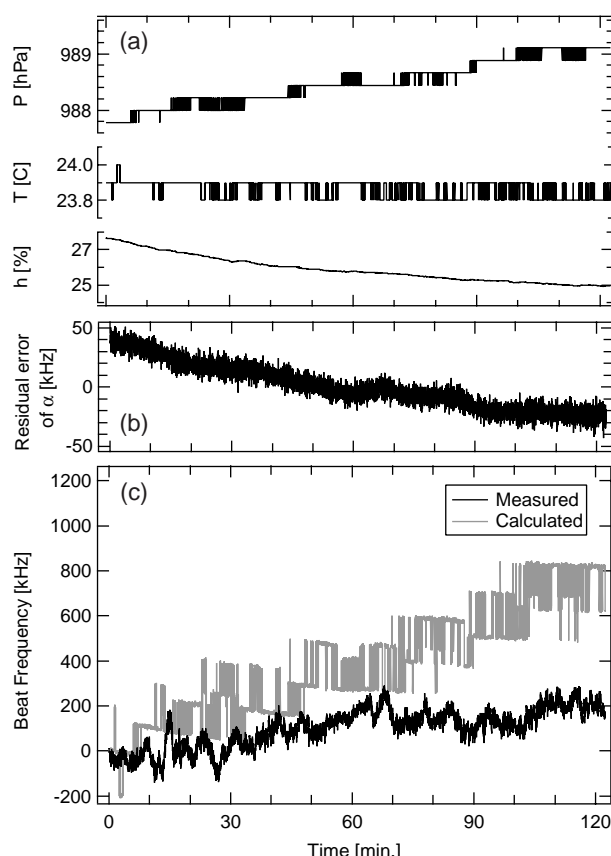 (a)
P [hPa]
989
988
T [C]
24.0
23.8
h [%]
27
25
Residual error
of α [kHz]
50
0
-50
(b)
(c)
Measured
Calculated
Beat Frequency [kHz]
1200
1000
800
600
400
200
0
-200
0 30 60 90 120
Time [min.]